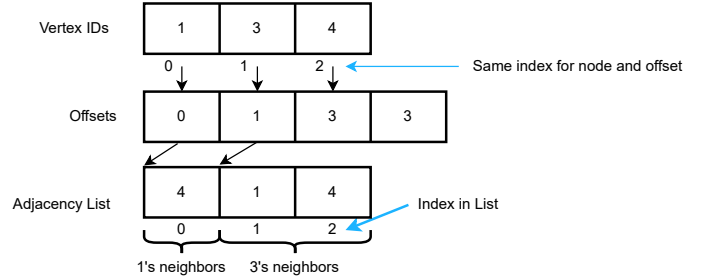 Vertex IDs 1 3 4
0 1 2 Same index for node and offset
Offsets 0 1 3 3
Adjacency List 4 1 4 Index in List
0 1 2
1's neighbors 3's neighbors